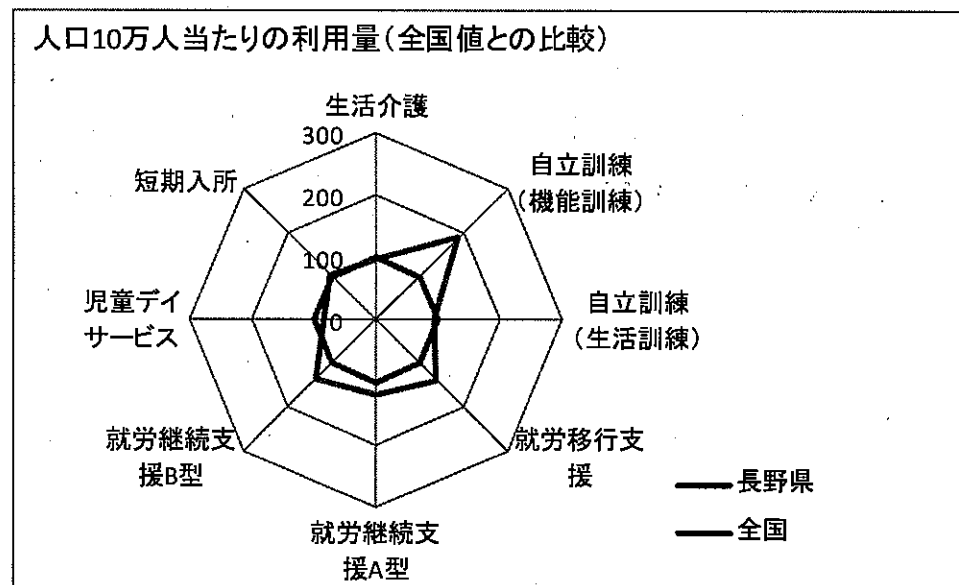 人口10万人当たりの利用量(全国値との比較)
生活介護
300
200
100
0
自立訓練
(機能訓練)
自立訓練
(生活訓練)
就労移行支
援
就労継続支
援A型
就労継続支
援B型
児童デイ
サービス
短期入所
長野県
全国